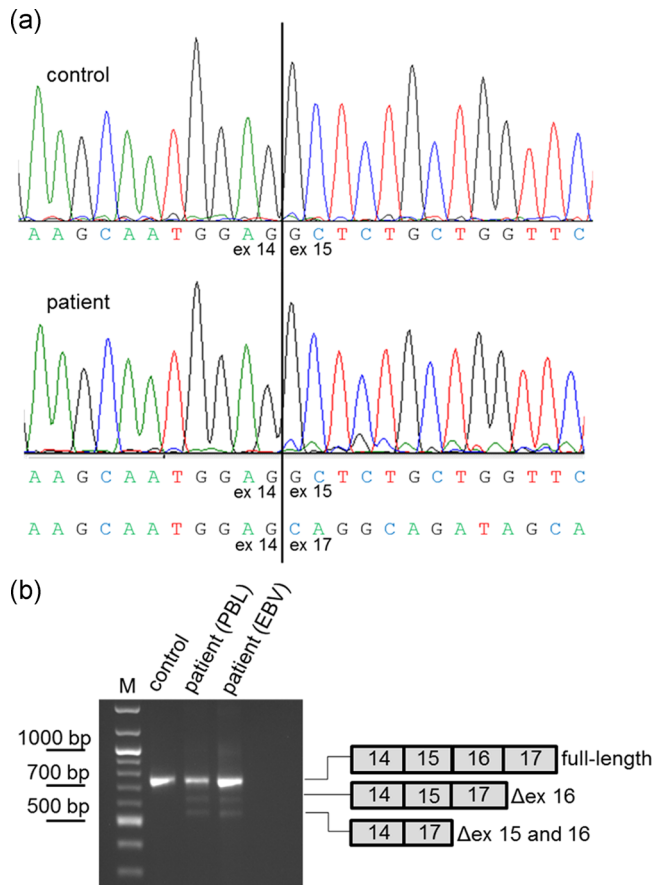 (a)
control
A A G C A A T G G A G G C T C T G C T G G T T C
ex 14 ex 15
patient
A A G C A A T G G A G G C T C T G C T G G T T C
ex 14 ex 15
A A G C A A T G G A G C A G G C A G A T A G C A
ex 14 ex 17
(b)
M control patient (PBL) patient (EBV)
1000 bp
700 bp
500 bp
14 15 16 17 full-length
14 15 17 Δex 16
14 17 Δex 15 and 16